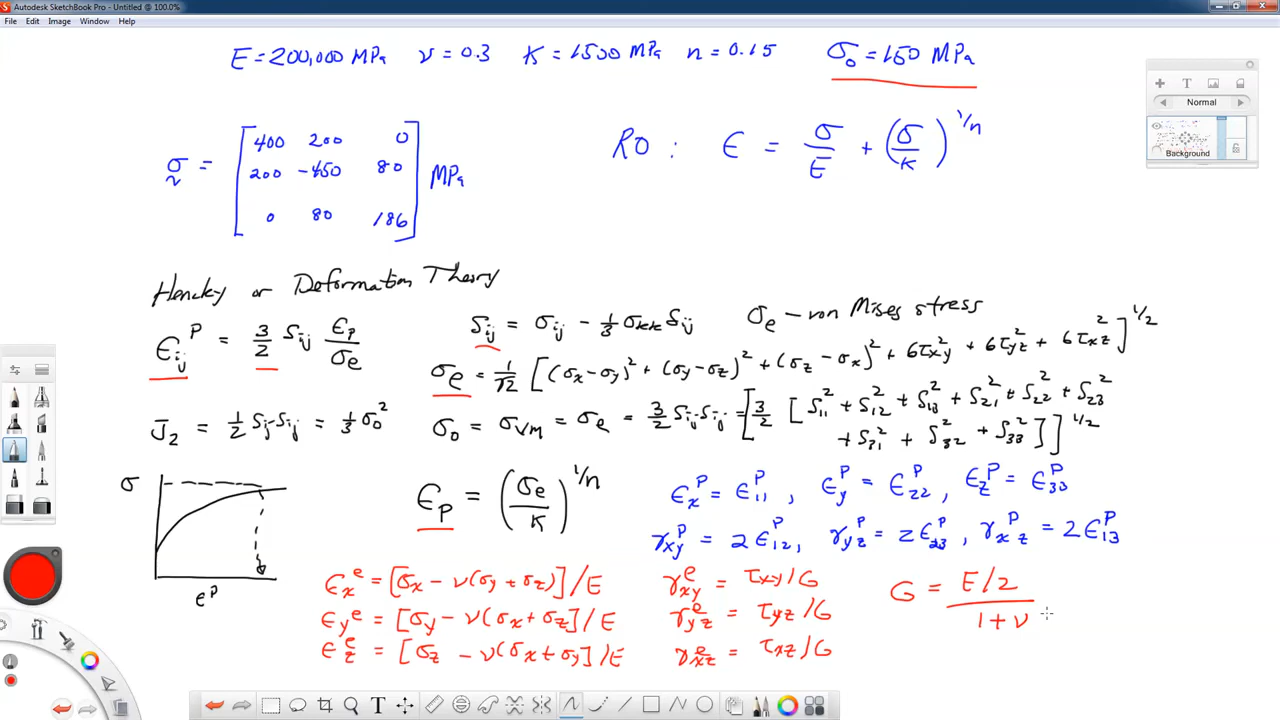 Autodesk SketchBook Pro - Untitled @ 100.0%
File Edit Image Window Help
E = 200,000 MPa ν = 0.3 K = 1500 MPa n = 0.15 σ₀ = 150 MPa
Normal
Background
σ = [400 200 0
200 -450 80
0 80 186] MPa
RO : ϵ = σ/E + (σ/K)^1/n
Hencky or Deformation Theory
ϵij^P = 3/2 Sij ϵp/σe
Sij = σij - 1/3 σkk δij
σe - von Mises stress
σe = 1/√2 [(σx - σy)² + (σy - σz)² + (σz - σx)² + 6τxy² + 6τyz² + 6τxz²]^1/2
J₂ = 1/2 Sij Sij = 1/3 σ₀²
σ₀ = σVM = σe = 3/2 Sij Sij = [3/2 [S11² + S12² + S13² + S21² + S22² + S23²
+ S31² + S32² + S33²]]^1/2
σ
ϵ^P
ϵp = (σe/K)^1/n
ϵx^P = ϵ11^P , ϵy^P = ϵ22^P , ϵz^P = ϵ33^P
γxy^P = 2ϵ12^P , γyz^P = 2ϵ23^P , γxz^P = 2ϵ13^P
ϵx^e = [σx - ν(σy + σz)]/E γxy^e = τxy/G
ϵy^e = [σy - ν(σx + σz)]/E γyz^e = τyz/G
ϵz^e = [σz - ν(σx + σy)]/E γxz^e = τxz/G
G = E/2 / 1+ν